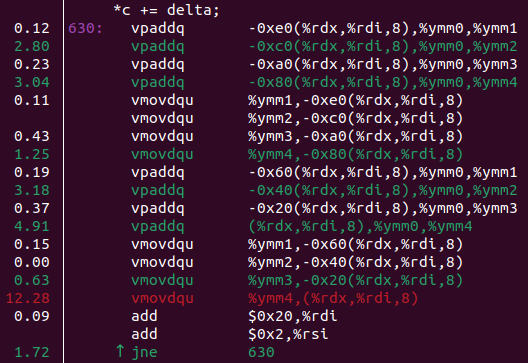 *c += delta;
0.12 630: vpaddq -0xe0(%rdx,%rdi,8),%ymm0,%ymm1
2.80 vpaddq -0xc0(%rdx,%rdi,8),%ymm0,%ymm2
0.23 vpaddq -0xa0(%rdx,%rdi,8),%ymm0,%ymm3
3.04 vpaddq -0x80(%rdx,%rdi,8),%ymm0,%ymm4
0.11 vmovdqu %ymm1,-0xe0(%rdx,%rdi,8)
vmovdqu %ymm2,-0xc0(%rdx,%rdi,8)
0.43 vmovdqu %ymm3,-0xa0(%rdx,%rdi,8)
1.25 vmovdqu %ymm4,-0x80(%rdx,%rdi,8)
0.19 vpaddq -0x60(%rdx,%rdi,8),%ymm0,%ymm1
3.18 vpaddq -0x40(%rdx,%rdi,8),%ymm0,%ymm2
0.37 vpaddq -0x20(%rdx,%rdi,8),%ymm0,%ymm3
4.91 vpaddq (%rdx,%rdi,8),%ymm0,%ymm4
0.15 vmovdqu %ymm1,-0x60(%rdx,%rdi,8)
0.00 vmovdqu %ymm2,-0x40(%rdx,%rdi,8)
0.63 vmovdqu %ymm3,-0x20(%rdx,%rdi,8)
12.28 vmovdqu %ymm4,(%rdx,%rdi,8)
0.09 add $0x20,%rdi
add $0x2,%rsi
1.72 ↑ jne 630